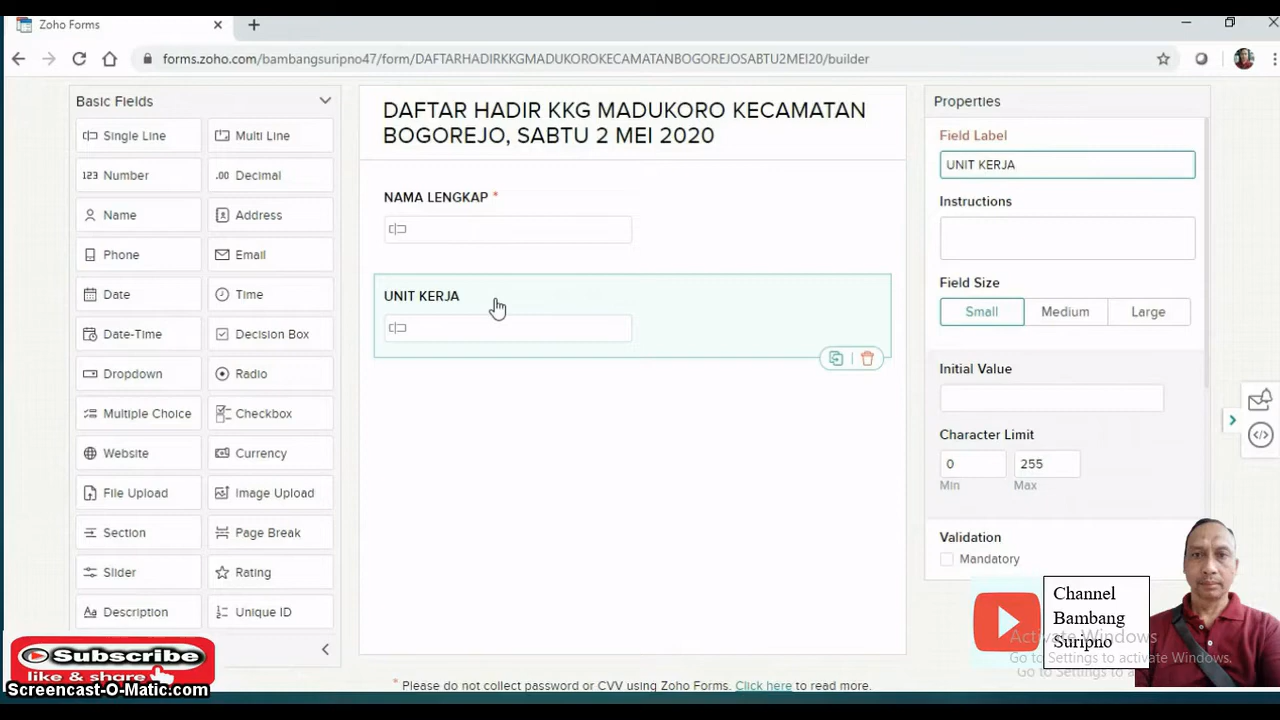 Zoho Forms
forms.zoho.com/bambangsuripno47/form/DAFTARHADIRKKGMADUKOROKECAMATANBOGOREJOSABTU2MEI20/builder
Basic Fields
Single Line
Multi Line
123 Number
.00 Decimal
Name
Address
Phone
Email
Date
Time
Date-Time
Decision Box
Dropdown
Radio
Multiple Choice
Checkbox
Website
Currency
File Upload
Image Upload
Section
Page Break
Slider
Rating
Aa Description
Unique ID
DAFTAR HADIR KKG MADUKORO KECAMATAN
BOGOREJO, SABTU 2 MEI 2020
NAMA LENGKAP *
UNIT KERJA
* Please do not collect password or CVV using Zoho Forms. Click here to read more.
Properties
Field Label
UNIT KERJA
Instructions
Field Size
Small Medium Large
Initial Value
Character Limit
0 255
Min Max
Validation
Mandatory
Channel
Bambang
Suripno
Activate Windows
Go to Settings to activate Windows.
Subscribe
like & share
Screencast-O-Matic.com